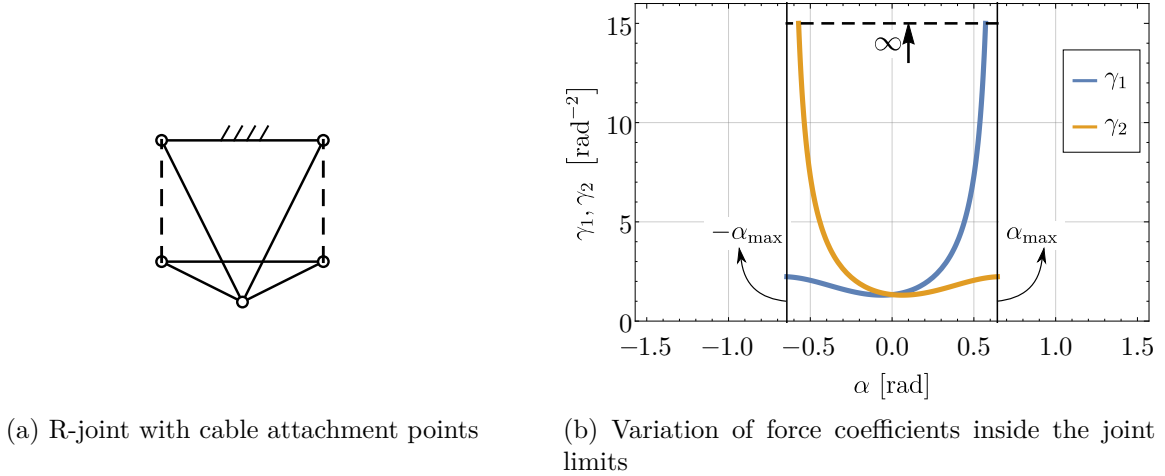 15
10
5
0
γ₁, γ₂ [rad⁻²]
∞
γ₁
γ₂
−α_max
α_max
−1.5 −1.0 −0.5 0.0 0.5 1.0 1.5
α [rad]
(a) R-joint with cable attachment points
(b) Variation of force coefficients inside the joint
limits